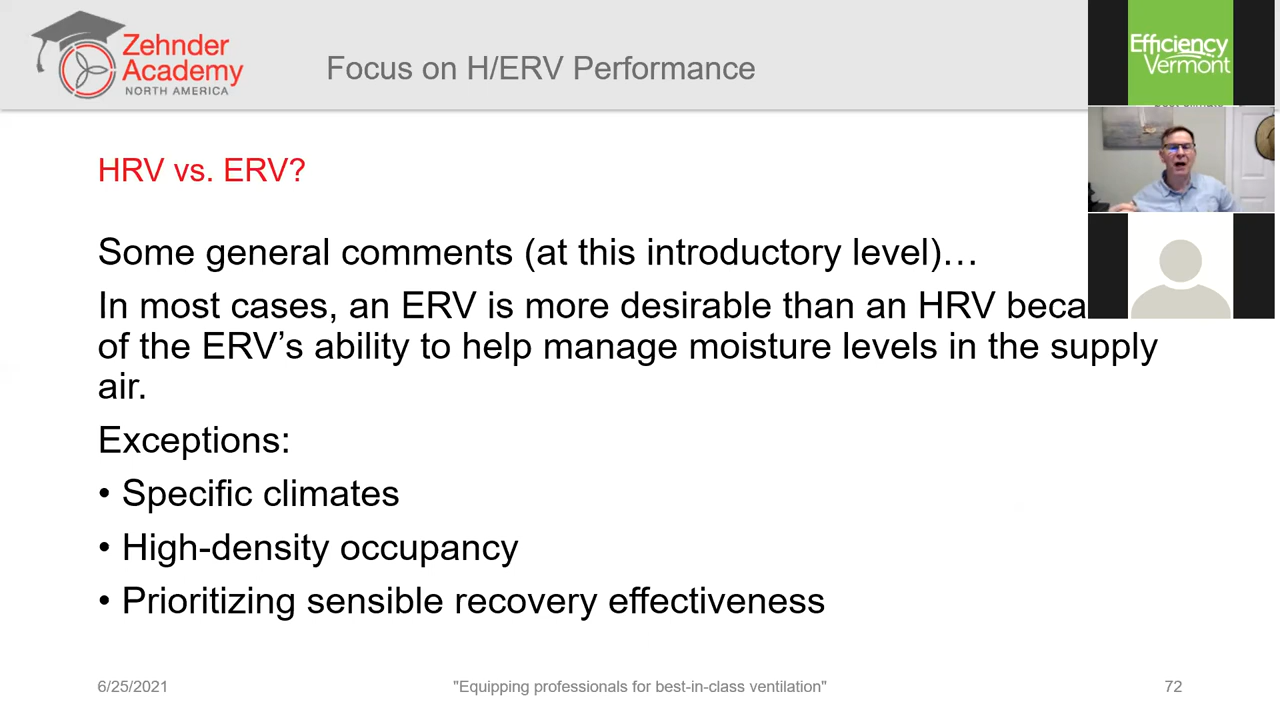 Zehnder
Academy
NORTH AMERICA
Focus on H/ERV Performance
Efficiency
Vermont
HRV vs. ERV?
Some general comments (at this introductory level)…
In most cases, an ERV is more desirable than an HRV beca
of the ERV’s ability to help manage moisture levels in the supply
air.
Exceptions:
• Specific climates
• High-density occupancy
• Prioritizing sensible recovery effectiveness
6/25/2021
"Equipping professionals for best-in-class ventilation"
72